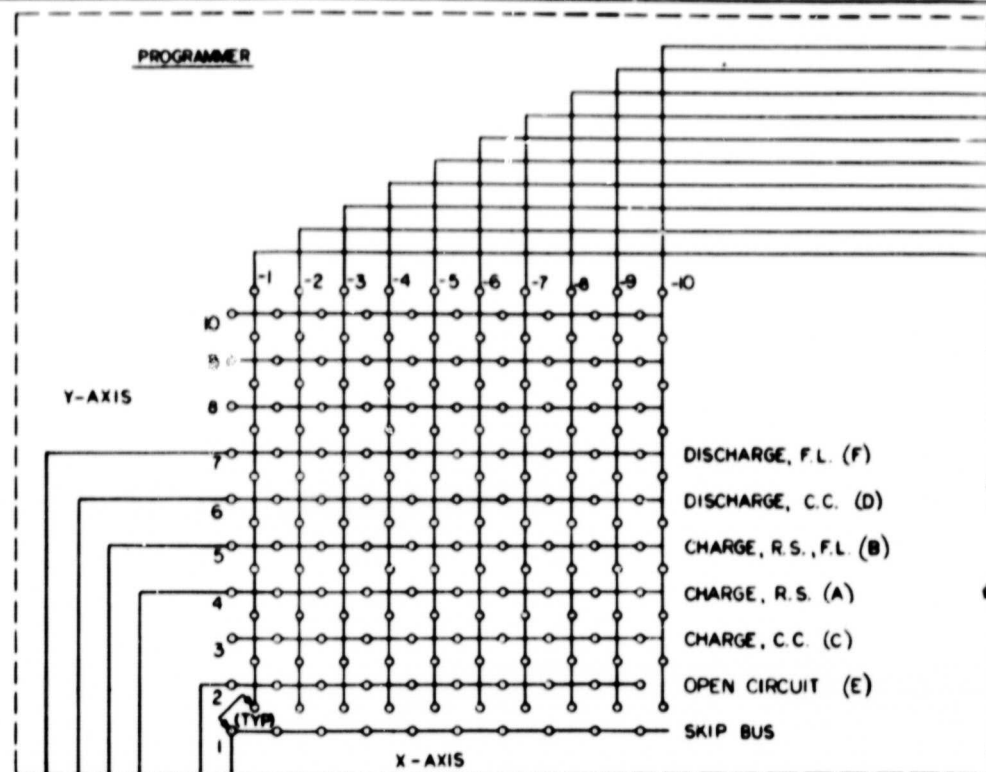 PROGRAMMER
-1 -2 -3 -4 -5 -6 -7 -8 -9 -10
10
9
8
Y-AXIS
7 DISCHARGE, F.L. (F)
6 DISCHARGE, C.C. (D)
5 CHARGE, R.S., F.L. (B)
4 CHARGE, R.S. (A)
3 CHARGE, C.C. (C)
2 OPEN CIRCUIT (E)
(TYP)
1 SKIP BUS
X-AXIS